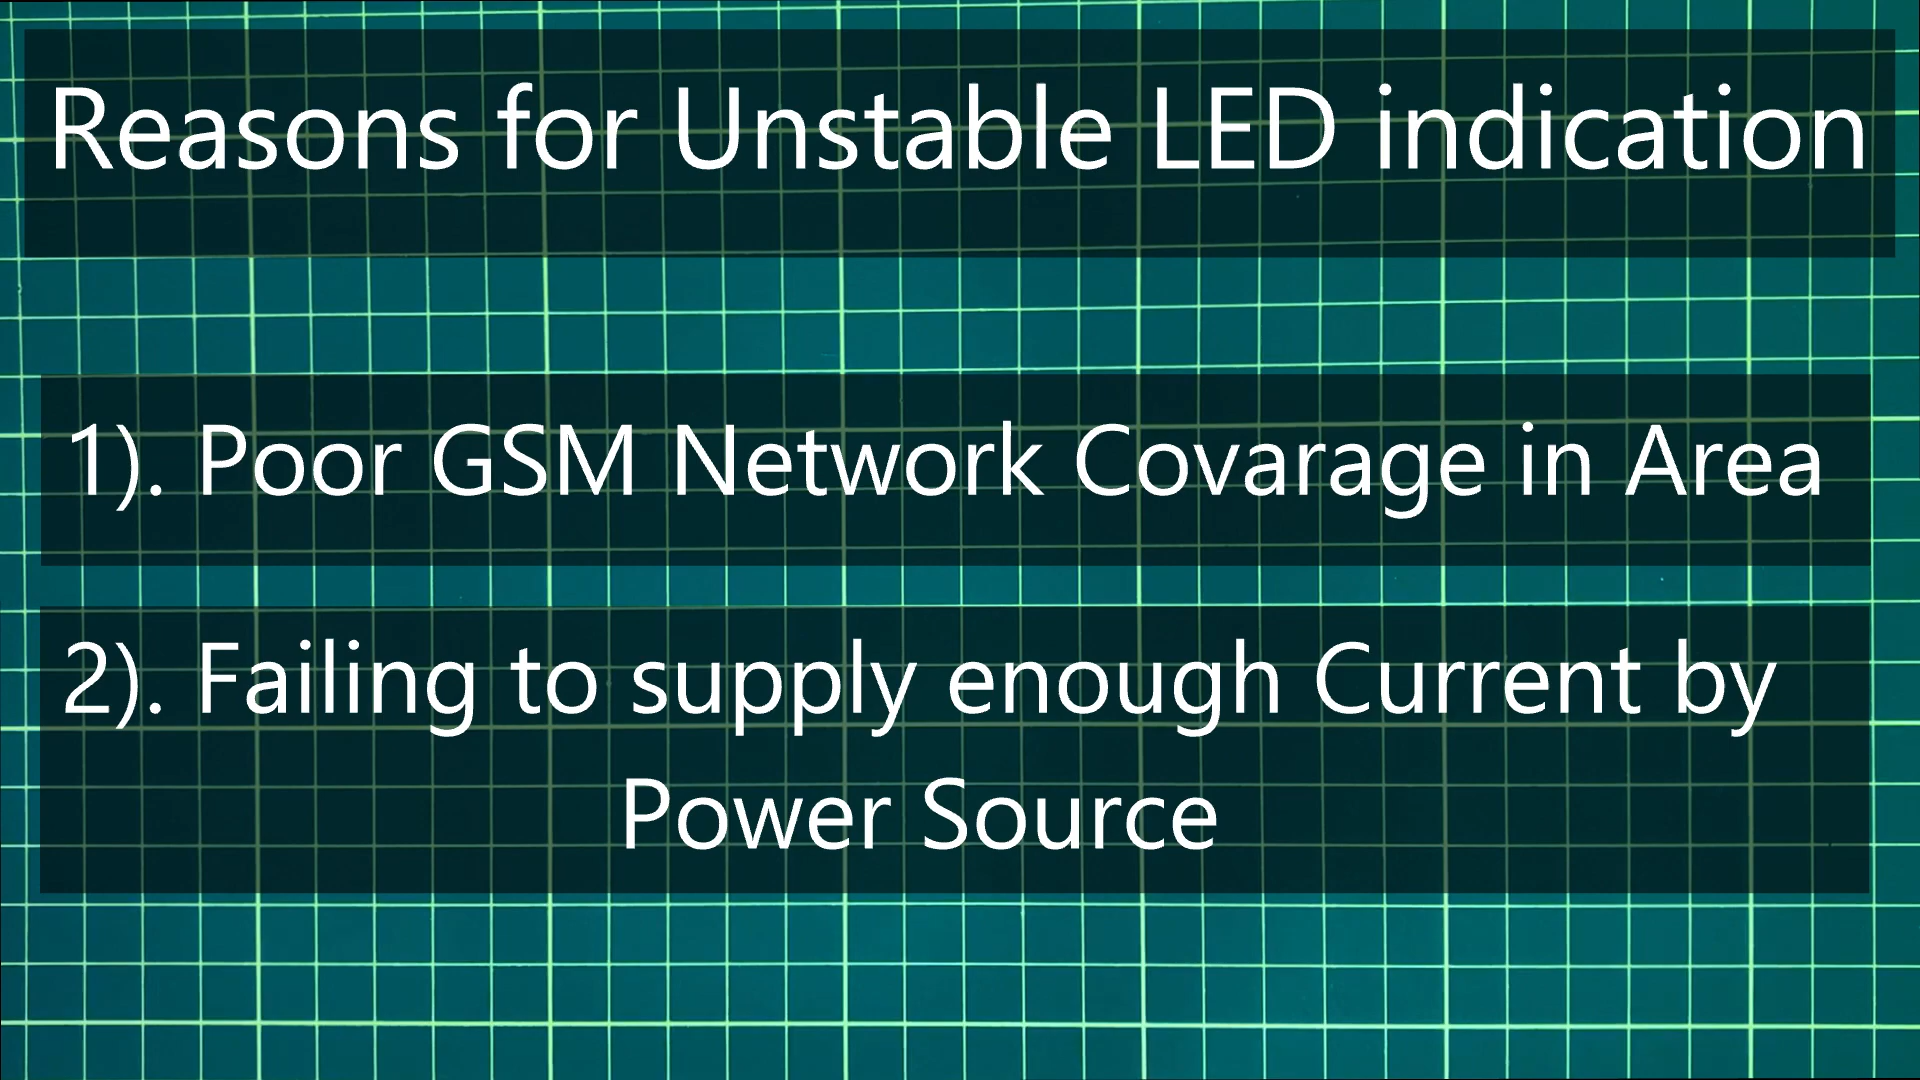 Reasons for Unstable LED indication
1). Poor GSM Network Covarage in Area
2). Failing to supply enough Current by
Power Source